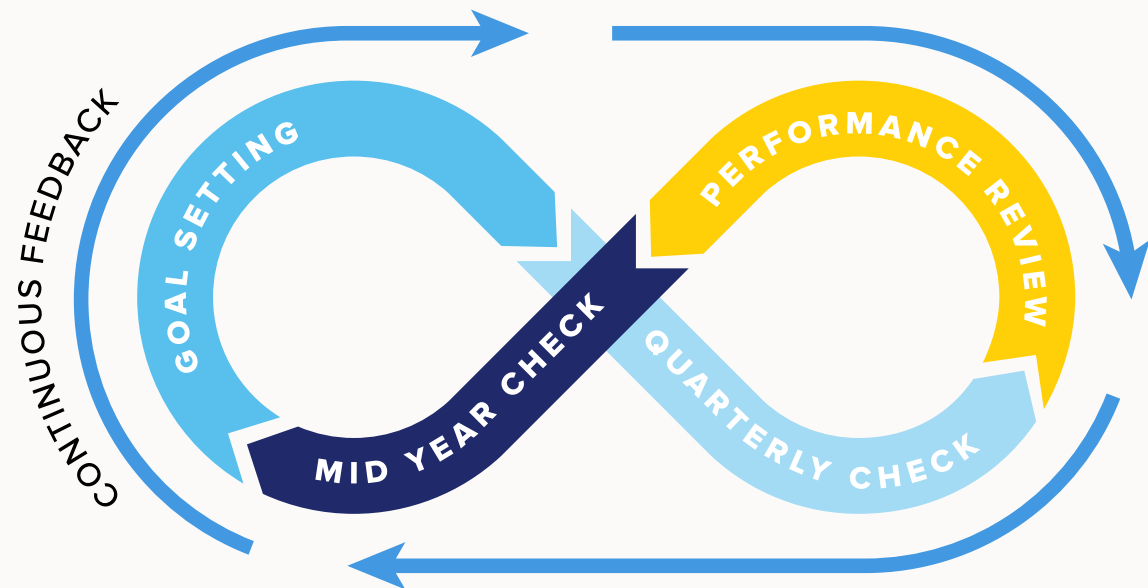 CONTINUOUS FEEDBACK
GOAL SETTING
PERFORMANCE REVIEW
MID YEAR CHECK
QUARTERLY CHECK